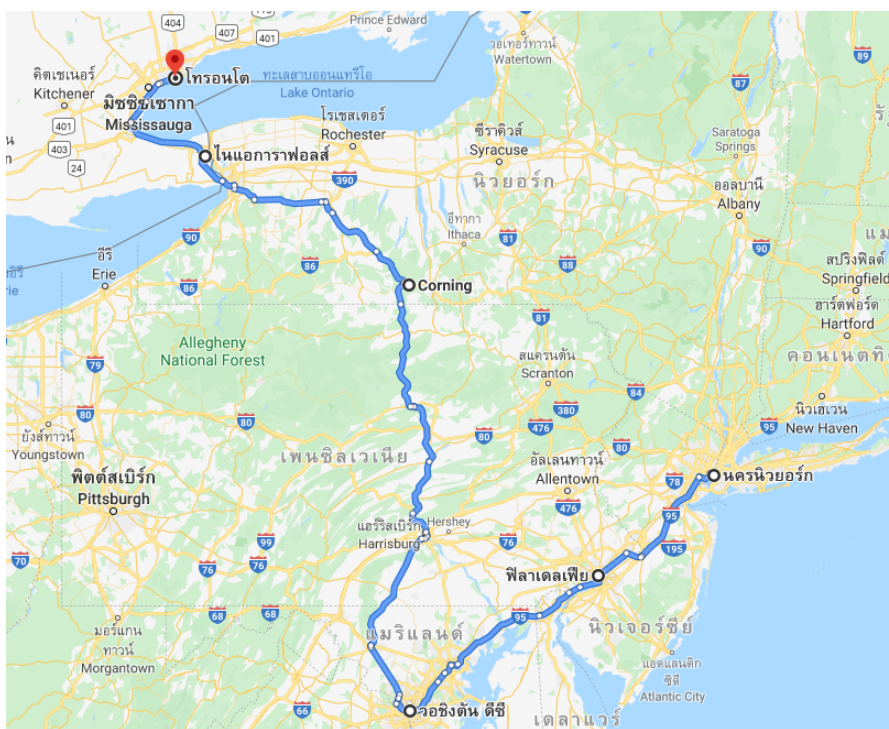 404
407
401
Prince Edward
วอเทอร์ทาวน์
Watertown
87
89
คิตเชเนอร์
Kitchener
โทรอนโต
ทะเลสาบออนแทรีโอ
Lake Ontario
มิซซิซเซากา
Mississauga
401
403
24
โรเชสเตอร์
Rochester
ซีราคิวส์
Syracuse
Saratoga
Springs
ไนแอการาฟอลส์
390
นิวยอร์ก
ออลบานี
Albany
90
อีทากา
Ithaca
81
90
88
86
อีรี
Erie
86
สปริงฟิลด์
Springfield
Corning
ฮาร์ตฟอร์ด
Hartford
81
Allegheny
National Forest
79
สแครนตัน
Scranton
คอนเนตทิ
84
380
80
80
476
80
95
นิวเฮเวน
New Haven
ยังส์ทาวน์
Youngstown
เพนซิลเวเนีย
อัลเลนทาวน์
Allentown
80
พิตต์สเบิร์ก
Pittsburgh
78
นครนิวยอร์ก
476
95
แฮร์ริสเบิร์ก
Harrisburg
Hershey
99
76
195
70
76
76
ฟิลาเดลเฟีย
68
68
95
นิวเจอร์ซีย์
มอร์แกน
ทาวน์
Morgantown
แมริแลนด์
แอตแลนติก
ซิตี
Atlantic City
66
วอชิงตัน ดีซี
เดลาแวร์